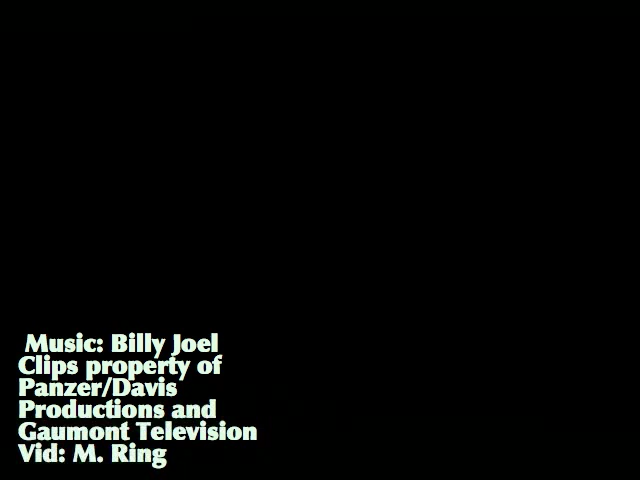 Music: Billy Joel
Clips property of
Panzer/Davis
Productions and
Gaumont Television
Vid: M. Ring